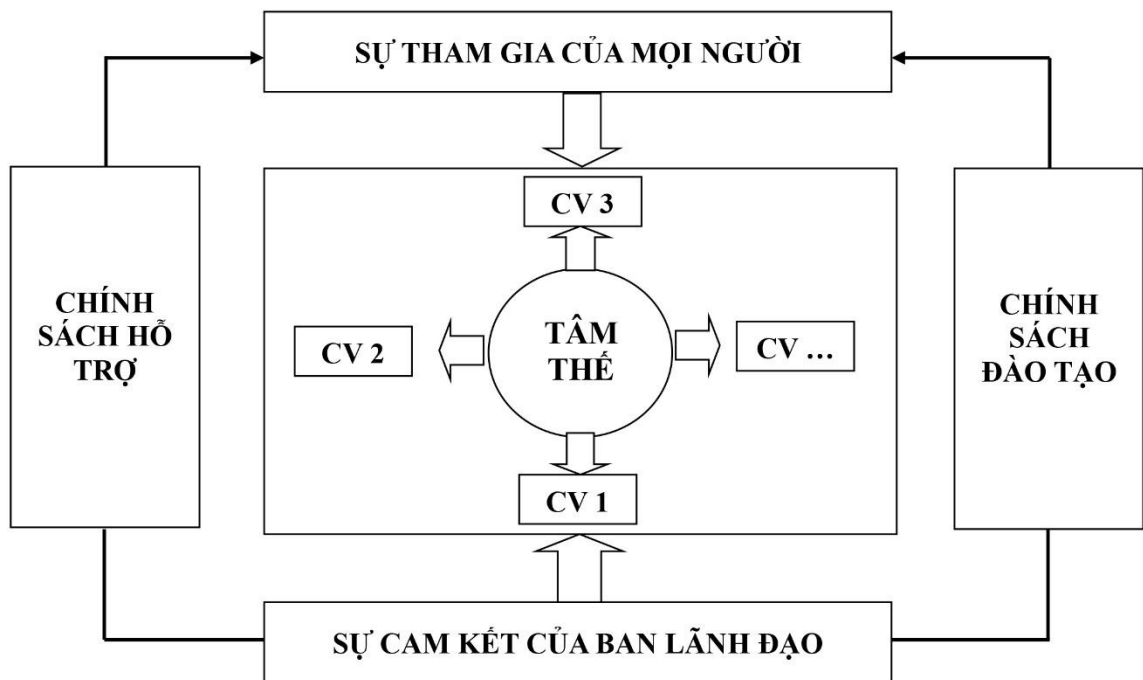 SỰ THAM GIA CỦA MỌI NGƯỜI
CV 3
CHÍNH
SÁCH HỖ
TRỢ
CV 2
TÂM
THẾ
CV …
CHÍNH
SÁCH
ĐÀO TẠO
CV 1
SỰ CAM KẾT CỦA BAN LÃNH ĐẠO